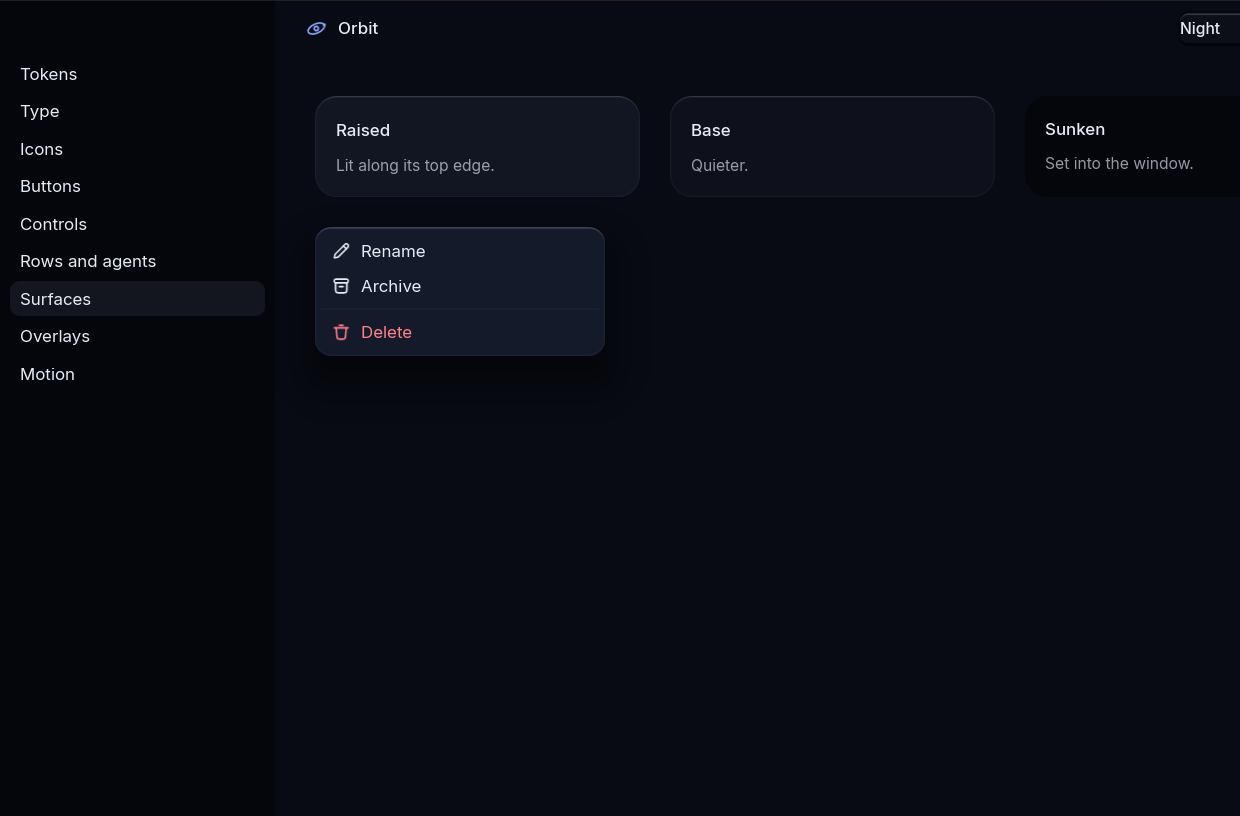 Orbit
Night
Tokens
Type
Icons
Buttons
Controls
Rows and agents
Surfaces
Overlays
Motion
Raised
Lit along its top edge.
Base
Quieter.
Sunken
Set into the window.
Rename
Archive
Delete